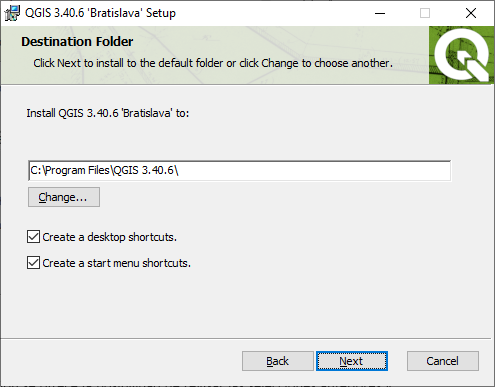 QGIS 3.40.6 'Bratislava' Setup
Destination Folder
Click Next to install to the default folder or click Change to choose another.
Install QGIS 3.40.6 'Bratislava' to:
C:\Program Files\QGIS 3.40.6\
Change...
Create a desktop shortcuts.
Create a start menu shortcuts.
Back Next Cancel